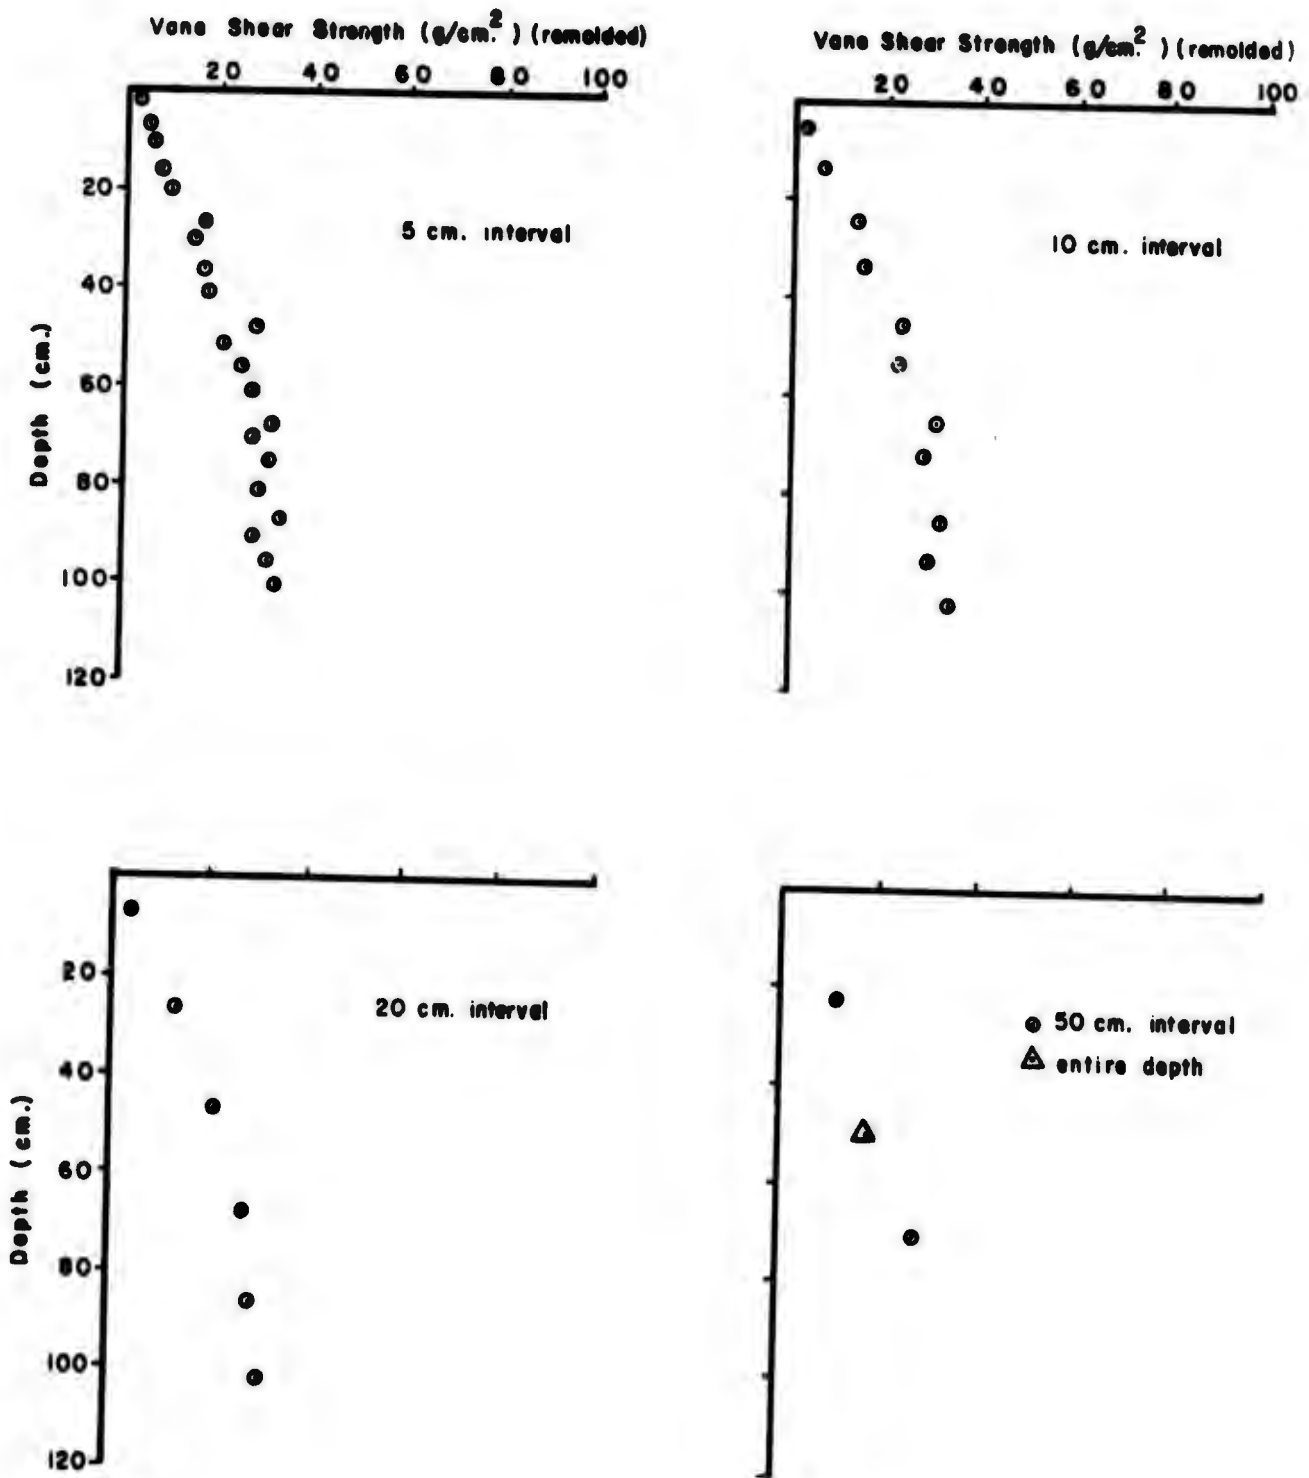 Vane Shear Strength (g/cm.²) (remolded)
20 40 60 80 100
20
40
60
80
100
120
Depth (cm.)
5 cm. interval
Vane Shear Strength (g/cm.²) (remolded)
20 40 60 80 100
10 cm. interval
20
40
60
80
100
120
Depth (cm.)
20 cm. interval
50 cm. interval
entire depth